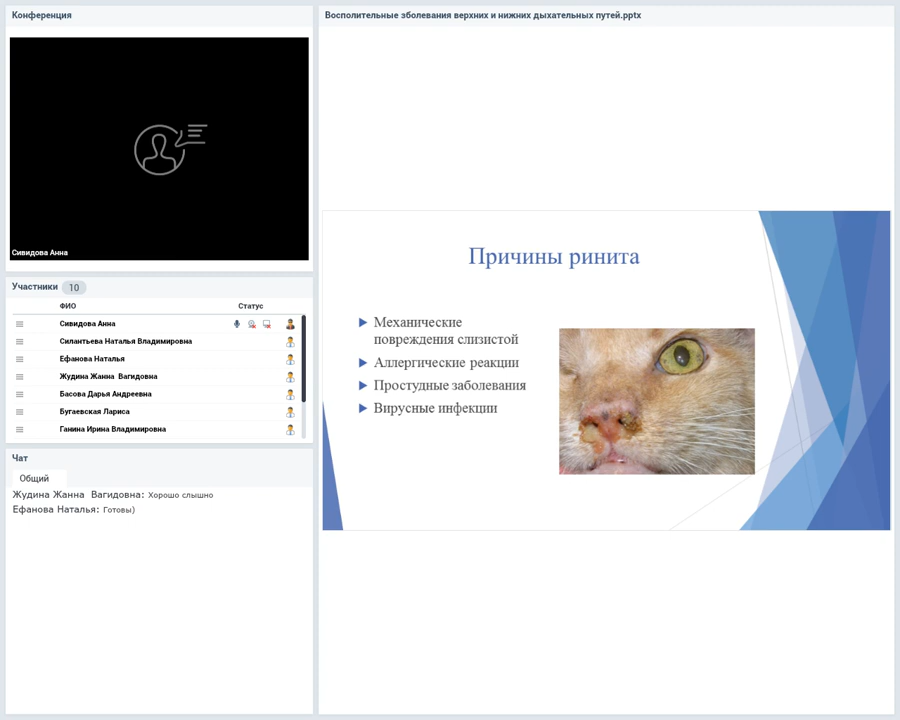 Конференция
Сивидова Анна
Участники 10
ФИО Статус
Сивидова Анна
Силантьева Наталья Владимировна
Ефанова Наталья
Жудина Жанна Вагидовна
Басова Дарья Андреевна
Бугаевская Лариса
Ганина Ирина Владимировна
Чат
Общий
Жудина Жанна Вагидовна: Хорошо слышно
Ефанова Наталья: Готовы)
Восполительные зболевания верхних и нижних дыхательных путей.pptx
Причины ринита
Механические
повреждения слизистой
Аллергические реакции
Простудные заболевания
Вирусные инфекции